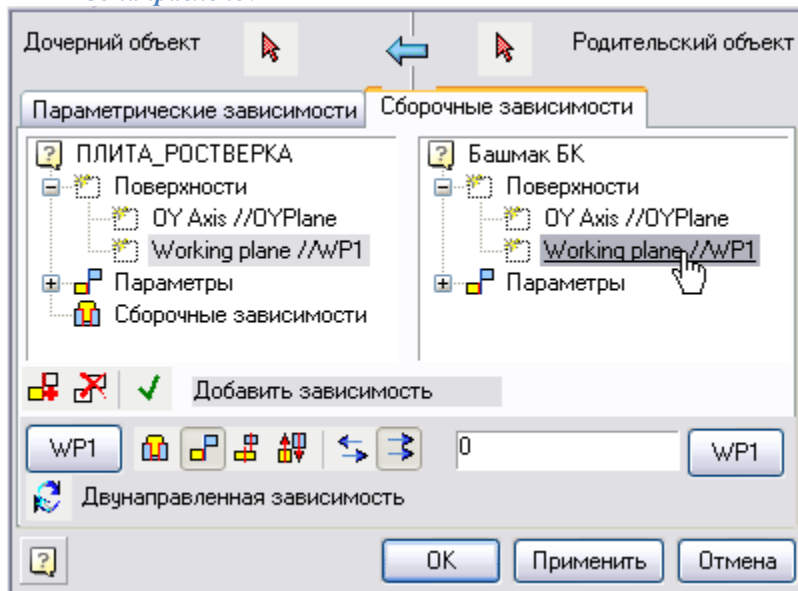 Дочерний объект
Родительский объект
Параметрические зависимости
Сборочные зависимости
ПЛИТА_РОСТВЕРКА
Поверхности
OY Axis //OYPlane
Working plane //WP1
Параметры
Сборочные зависимости
Башмак БК
Поверхности
OY Axis //OYPlane
Working plane //WP1
Параметры
Добавить зависимость
WP1
0
WP1
Двунаправленная зависимость
OK
Применить
Отмена